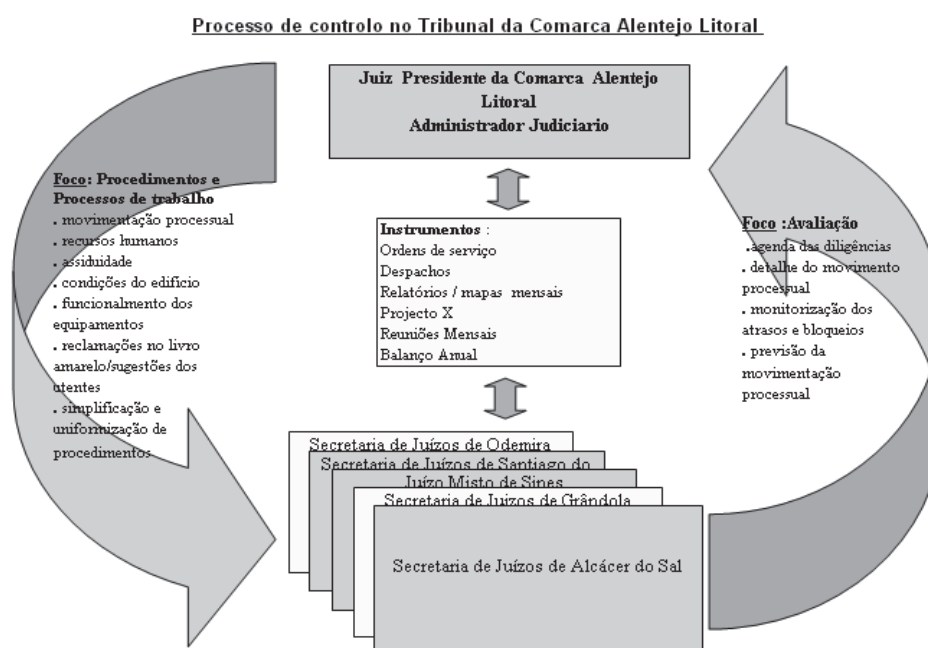 Processo de controlo no Tribunal da Comarca Alentejo Litoral
Juiz Presidente da Comarca Alentejo
Litoral
Administrador Judiciario
Foco: Procedimentos e
Processos de trabalho
. movimentação processual
. recursos humanos
. assiduidade
. condições do edifício
. funcionalmento dos
equipamentos
. reclamações no livro
amarelo/sugestões dos
utentes
. simplificação e
uniformização de
procedimentos
Instrumentos :
Ordens de serviço
Despachos
Relatórios / mapas mensais
Projecto X
Reuniões Mensais
Balanço Anual
Foco :Avaliação
.agenda das diligências
. detalhe do movimento
processual
. monitorização dos
atrasos e bloqueios
. previsão da
movimentação
processual
Secretaria de Juízos de Odemira
Secretaria de Juízos de Santiago do
Juízo Misto de Sines
Secretaria de Juízos de Grândola
Secretaria de Juízos de Alcácer do Sal